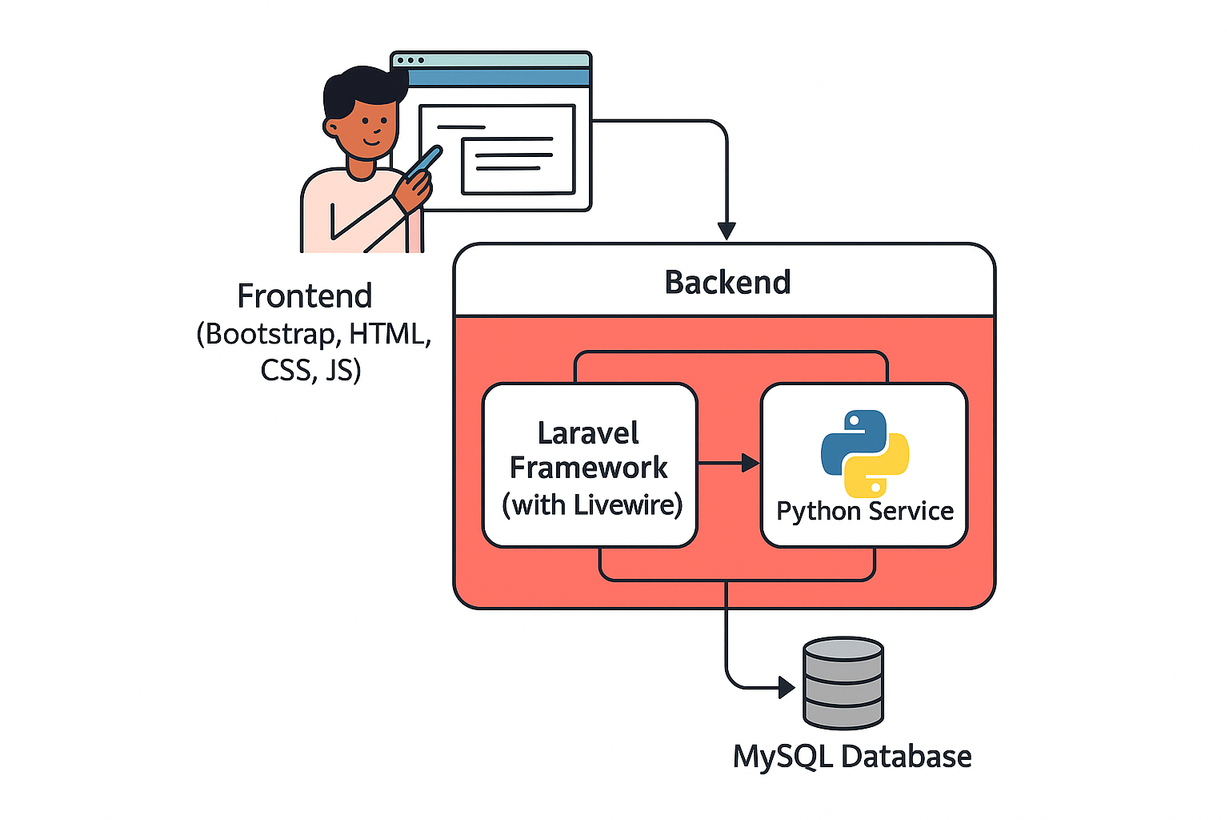 Frontend
(Bootstrap, HTML,
CSS, JS)
Backend
Laravel
Framework
(with Livewire)
Python Service
MySQL Database